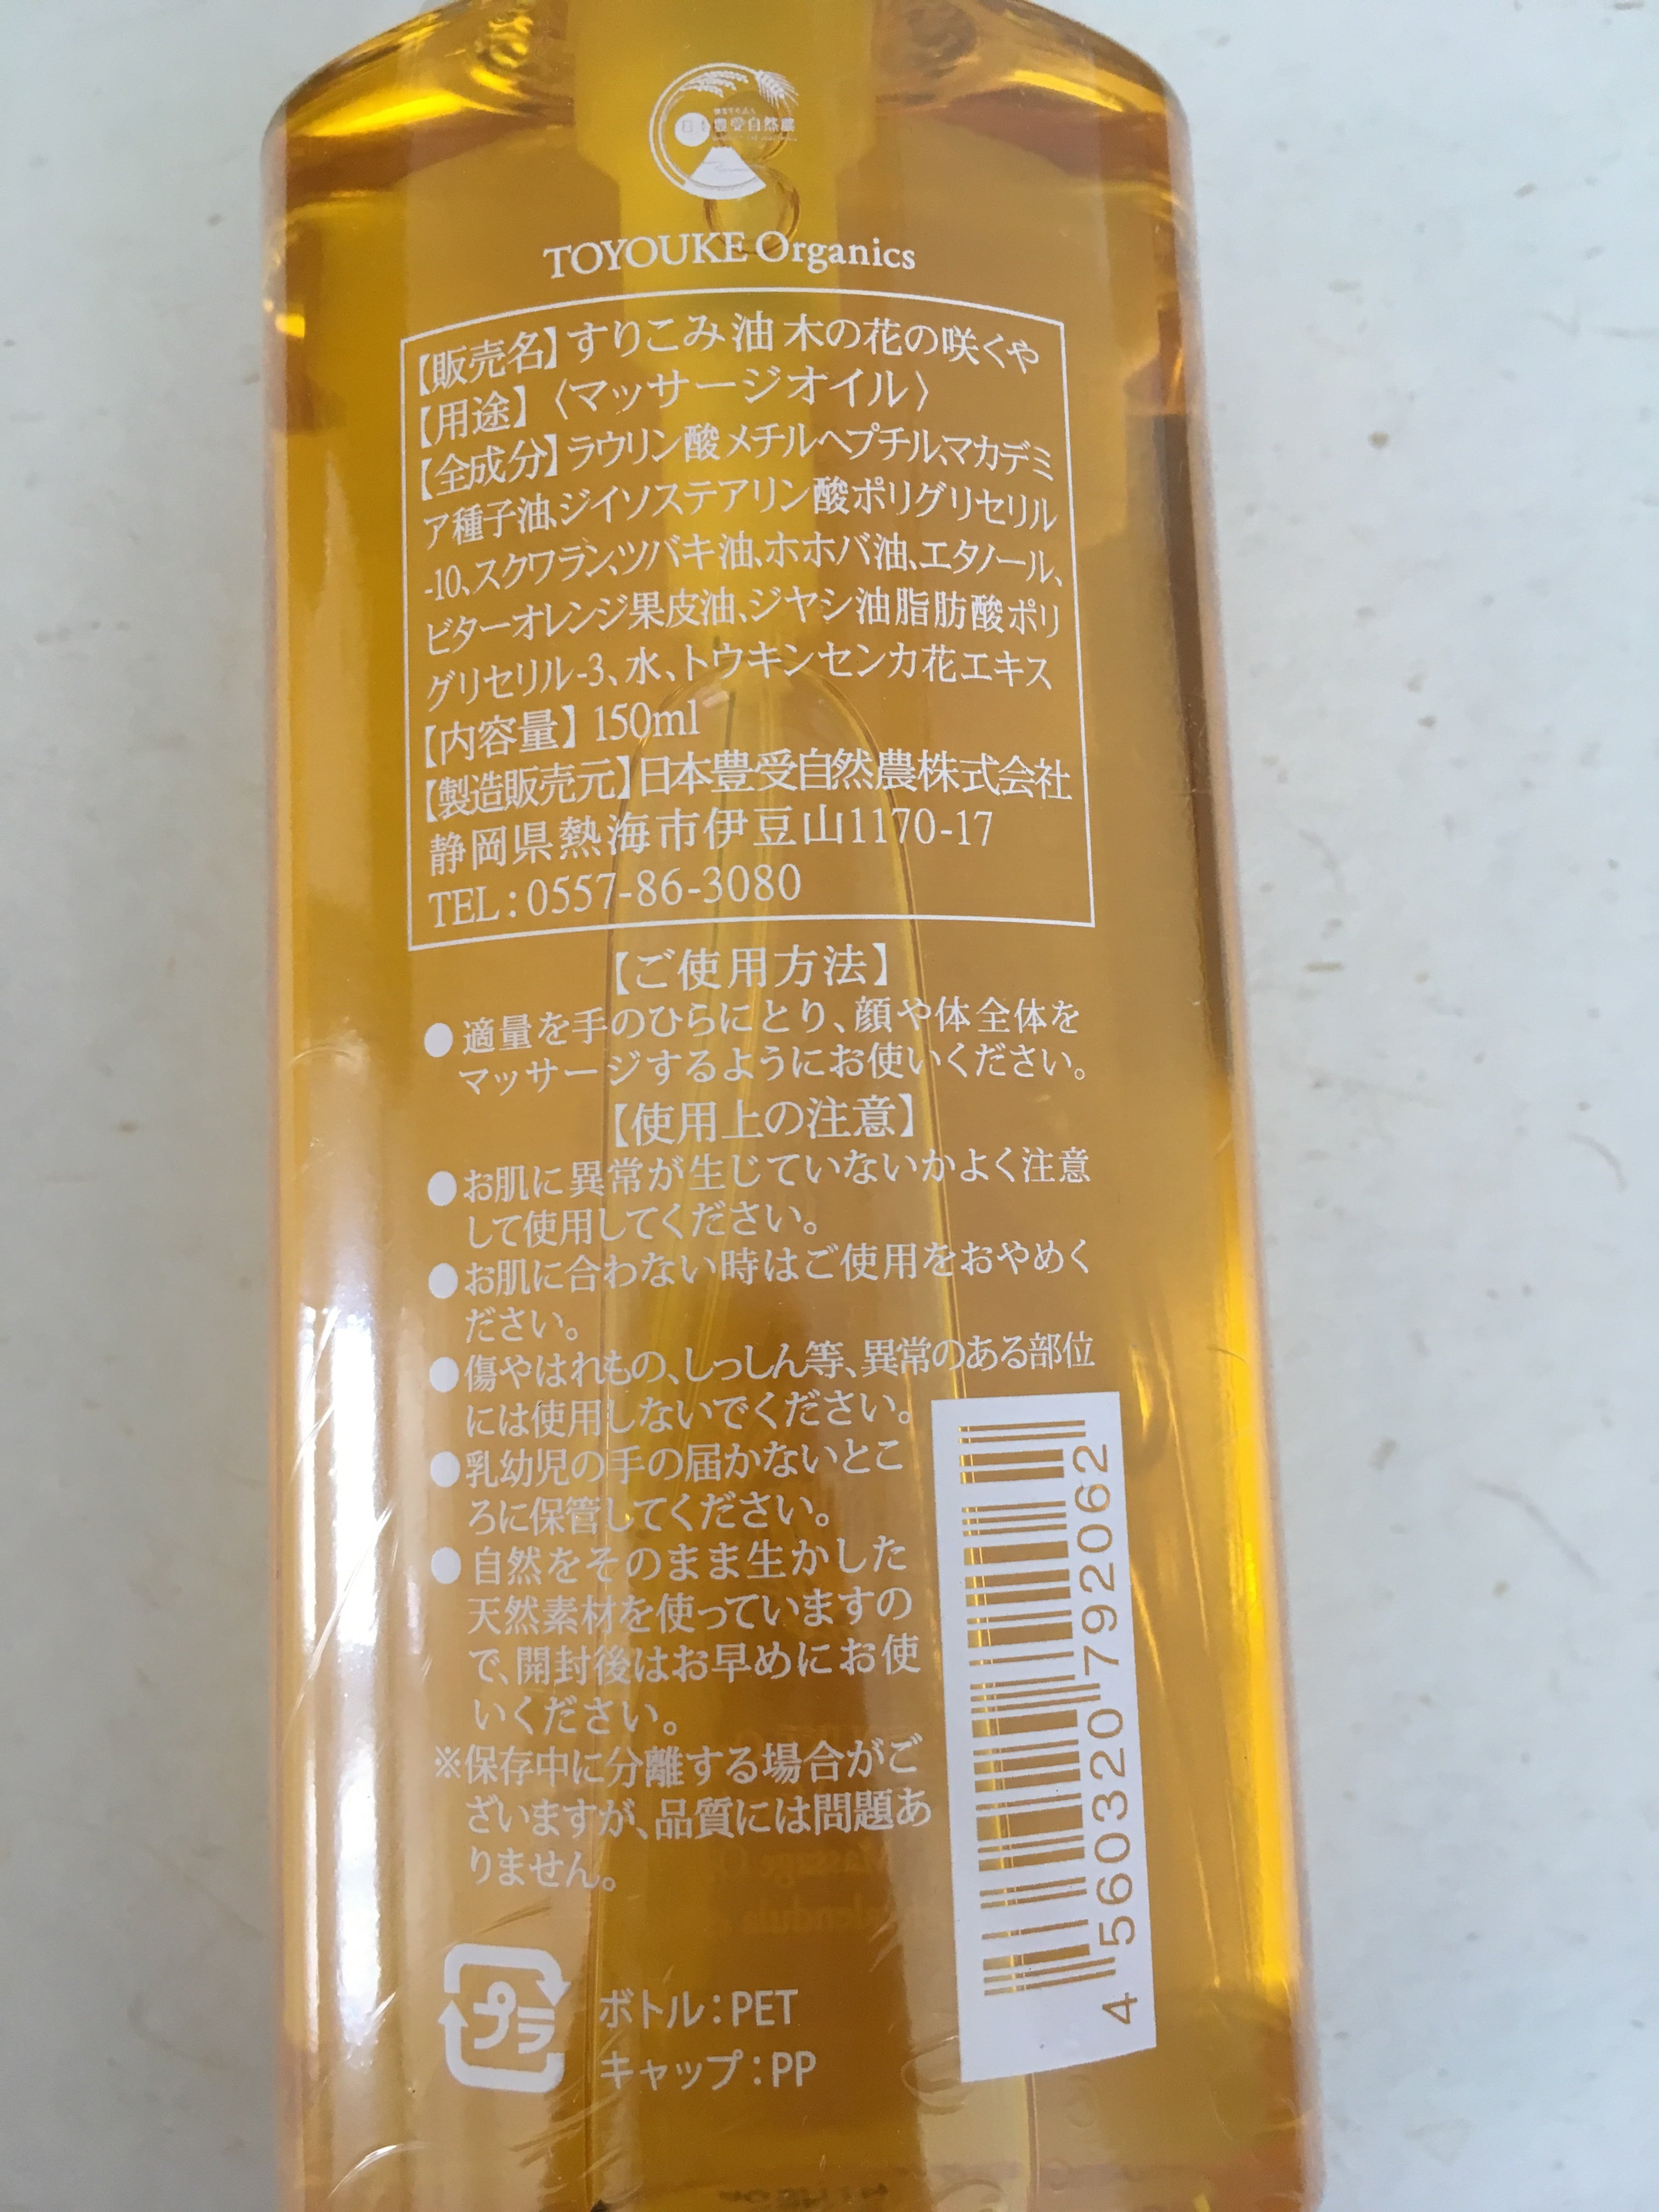 豊受自然農
TOYOUKE Organics
【販売名】すりこみ油 木の花の咲くや
【用途】〈マッサージオイル〉
【全成分】ラウリン酸メチルヘプチル、マカデミ
ア種子油、ジイソステアリン酸ポリグリセリル
-10、スクワラン、ツバキ油、ホホバ油、エタノール、
ビターオレンジ果皮油、ジヤシ油脂肪酸ポリ
グリセリル-3、水、トウキンセンカ花エキス
【内容量】150ml
【製造販売元】日本豊受自然農株式会社
静岡県熱海市伊豆山1170-17
TEL:0557-86-3080
【ご使用方法】
●適量を手のひらにとり、顔や体全体を
マッサージするようにお使いください。
【使用上の注意】
●お肌に異常が生じていないかよく注意
して使用してください。
●お肌に合わない時はご使用をおやめく
ださい。
●傷やはれもの、しっしん等、異常のある部位
には使用しないでください。
●乳幼児の手の届かないとこ
ろに保管してください。
●自然をそのまま生かした
天然素材を使っていますの
で、開封後はお早めにお使
いください。
※保存中に分離する場合がご
ざいますが、品質には問題あ
りません。
プラ
ボトル:PET
キャップ:PP
4 560320 792062